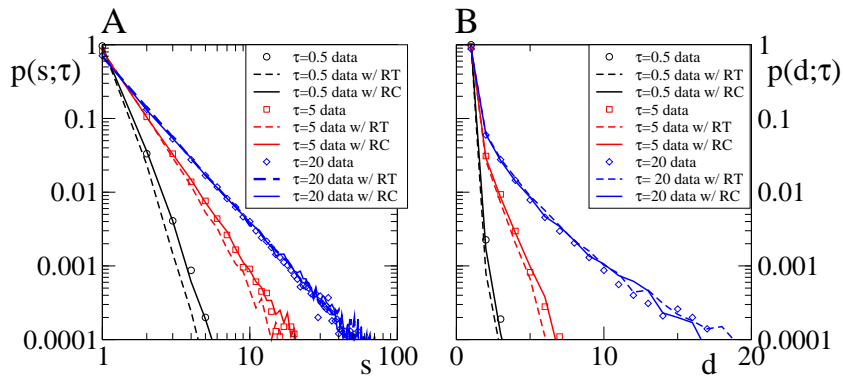 A
B
1
1
p(s;τ)
p(d;τ)
τ=0.5 data
τ=0.5 data w/ RT
τ=0.5 data w/ RC
τ=5 data
τ=5 data w/ RT
τ=5 data w/ RC
τ=20 data
τ=20 data w/ RT
τ=20 data w/ RC
τ=0.5 data
τ=0.5 data w/ RT
τ=0.5 data w/ RC
τ=5 data
τ=5 data w/ RT
τ=5 data w/ RC
τ=20 data
τ= 20 data w/ RT
τ=20 data w/ RC
0.1
0.1
0.01
0.01
0.001
0.001
0.0001
0.0001
1
10
100
s
0
10
20
d